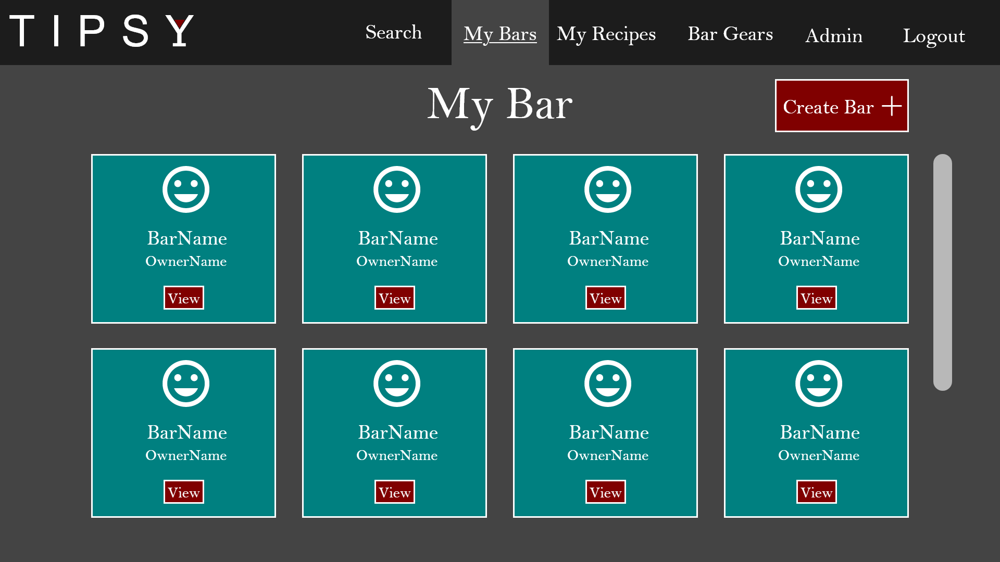 TIPSY Search My Bars My Recipes Bar Gears Admin Logout
My Bar
Create Bar +
BarName BarName BarName BarName
OwnerName OwnerName OwnerName OwnerName
View View View View
BarName BarName BarName BarName
OwnerName OwnerName OwnerName OwnerName
View View View View